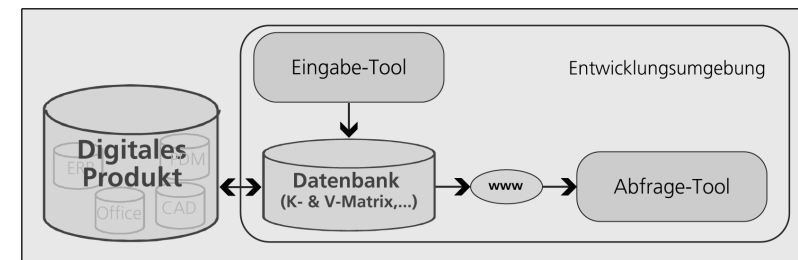 Eingabe-Tool
Entwicklungsumgebung
Digitales
Produkt
ERP
PDM
Office
CAD
Datenbank
(K- & V-Matrix,...)
www
Abfrage-Tool